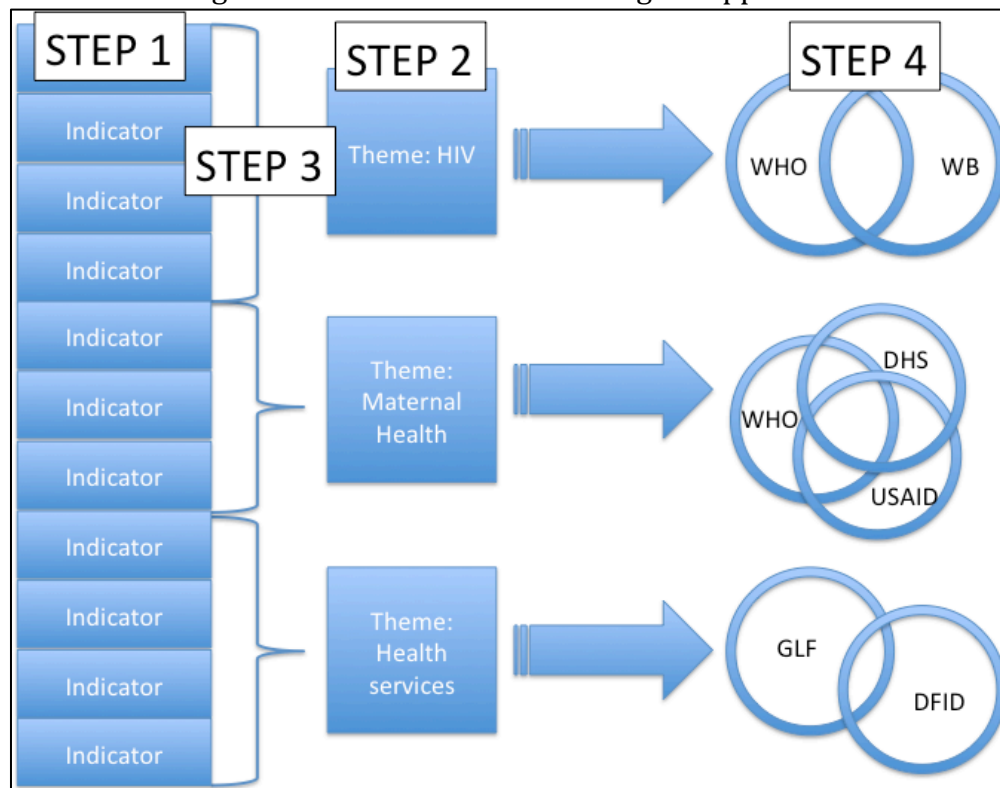 STEP 1
Indicator
Indicator
Indicator
Indicator
Indicator
Indicator
Indicator
Indicator
Indicator
Indicator
STEP 3
STEP 2
Theme: HIV
Theme:
Maternal
Health
Theme:
Health
services
STEP 4
WHO
WB
DHS
WHO
USAID
GLF
DFID